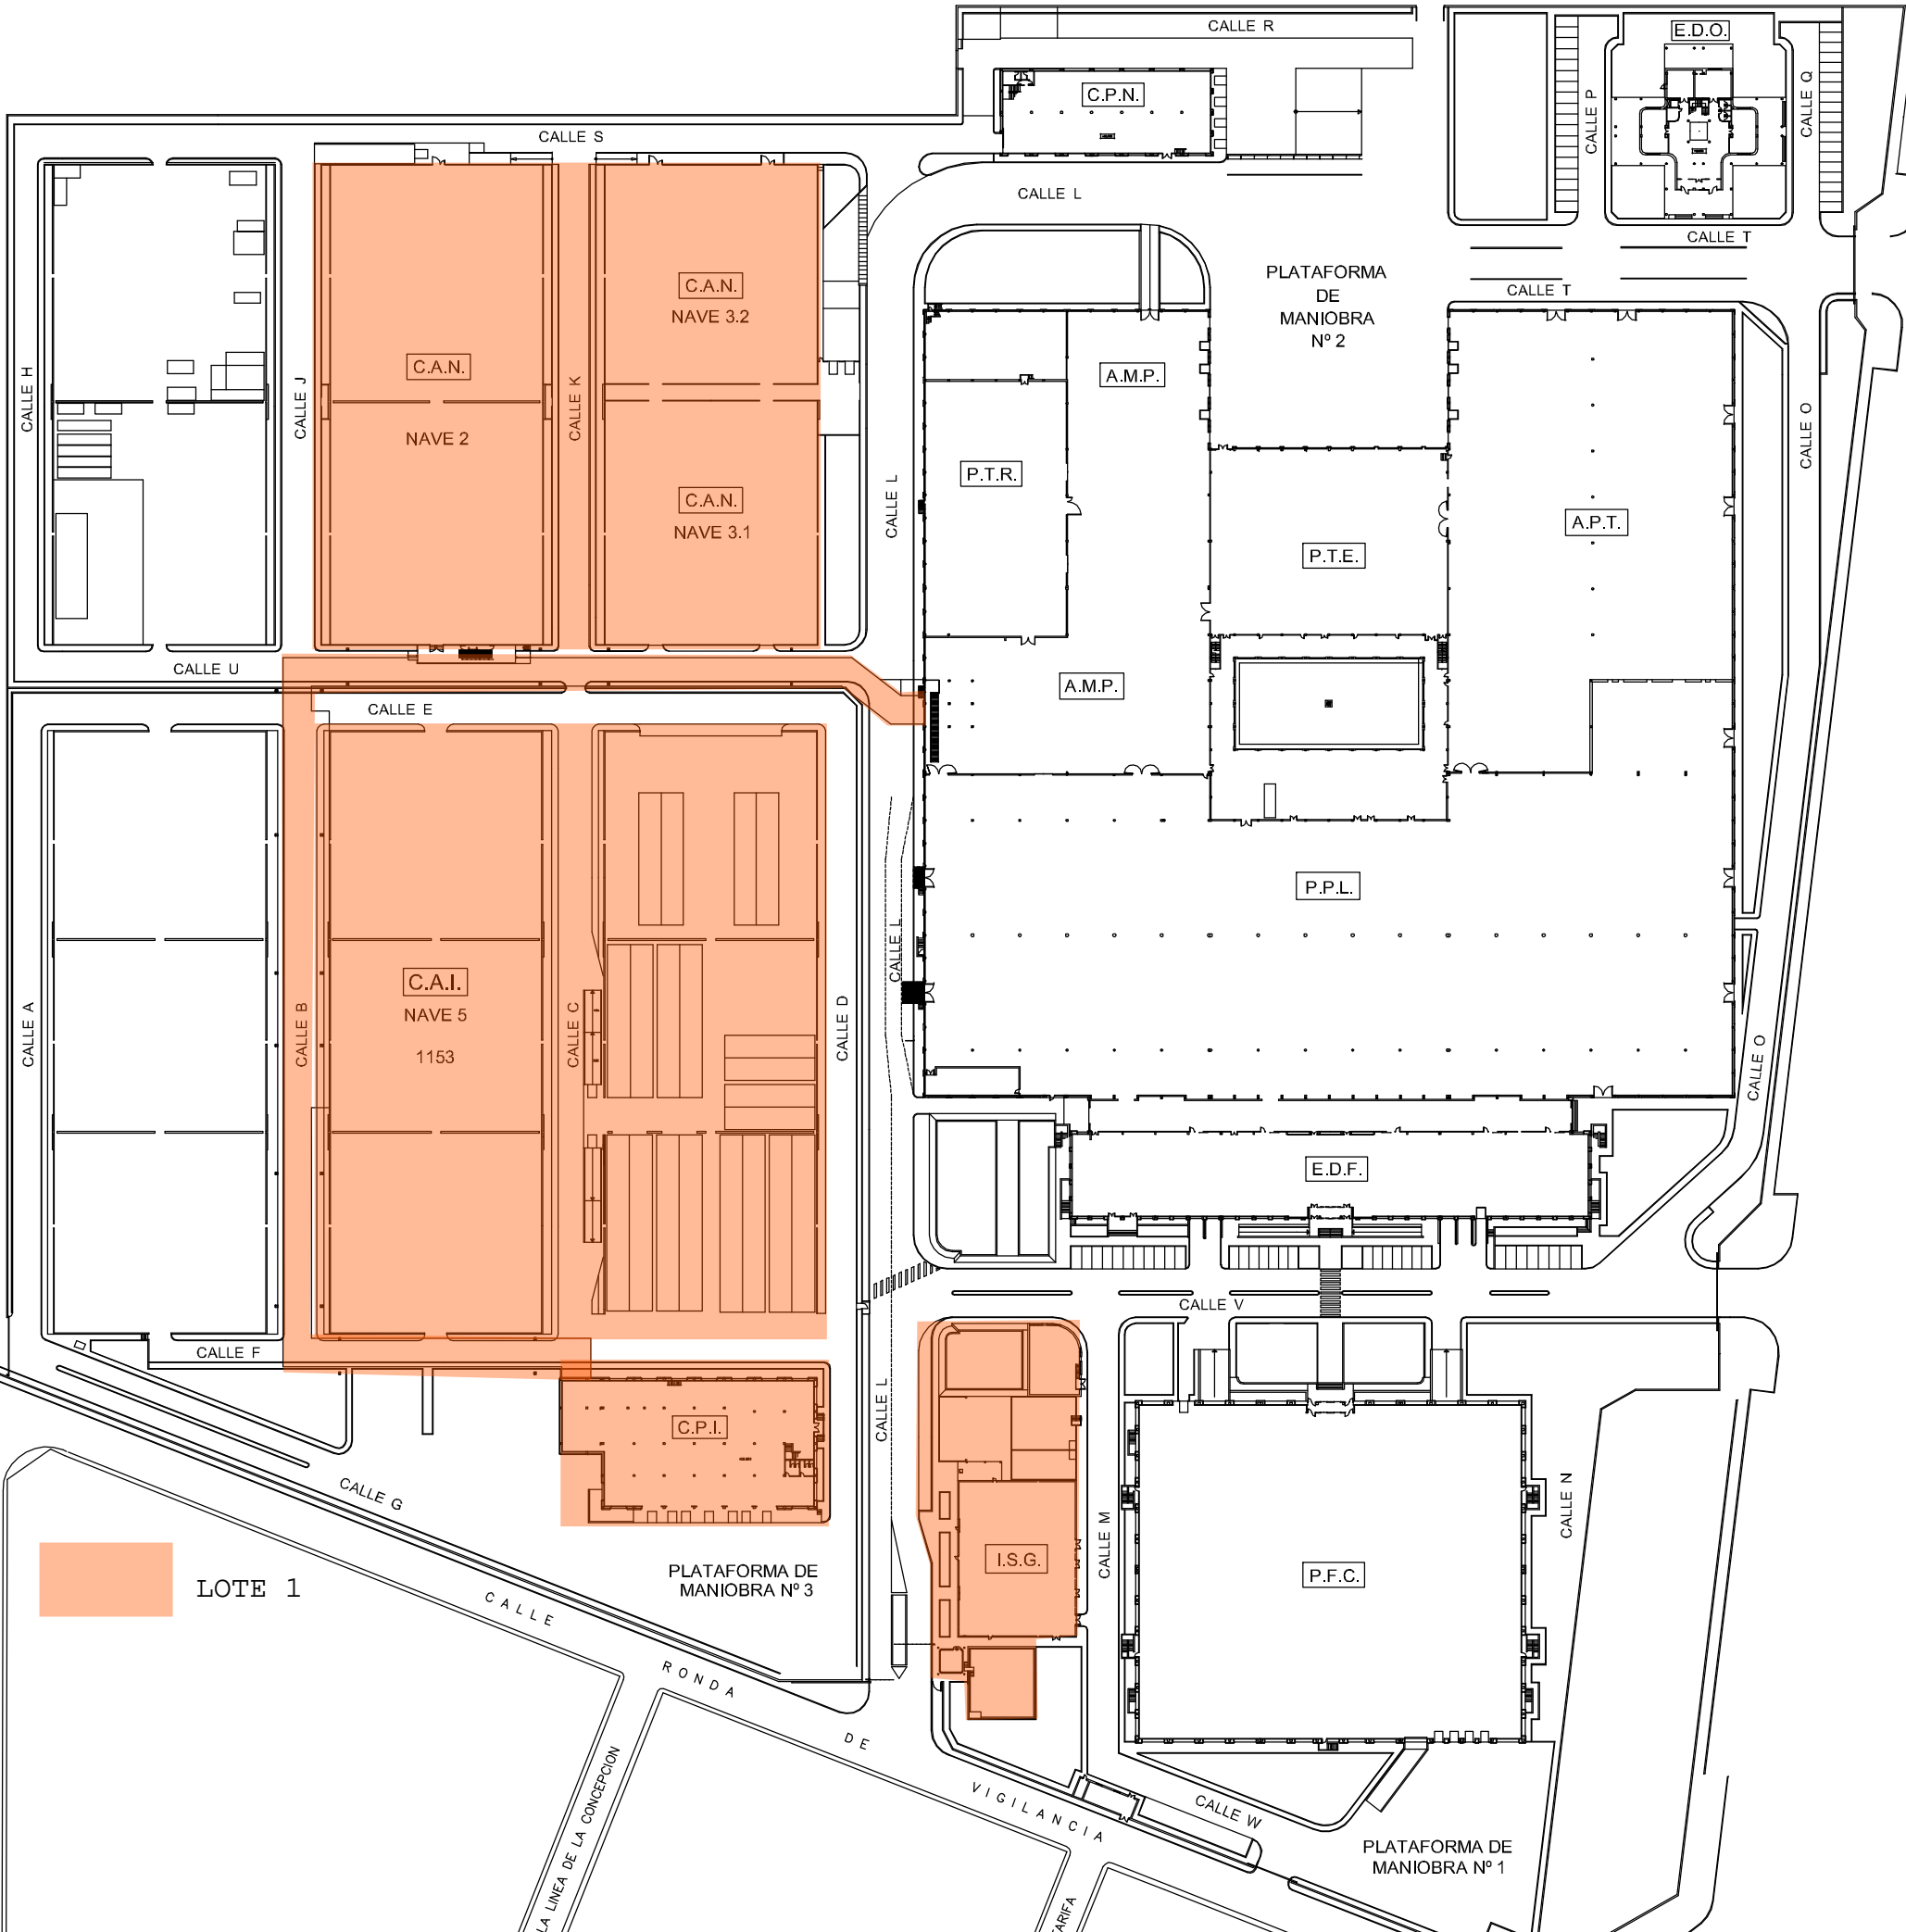 CALLE R
E.D.O.
C.P.N.
CALLE P
CALLE Q
CALLE S
CALLE L
CALLE T
PLATAFORMA
DE
MANIOBRA
Nº 2
CALLE T
C.A.N.
NAVE 3.2
C.A.N.
NAVE 2
CALLE H
CALLE J
CALLE K
A.M.P.
CALLE O
P.T.R.
CALLE L
C.A.N.
NAVE 3.1
A.P.T.
P.T.E.
CALLE U
A.M.P.
CALLE E
P.P.L.
CALLE L
C.A.I.
NAVE 5
1153
CALLE A
CALLE B
CALLE C
CALLE D
CALLE O
E.D.F.
CALLE V
CALLE F
CALLE L
C.P.I.
CALLE G
CALLE N
CALLE M
I.S.G.
P.F.C.
PLATAFORMA DE
MANIOBRA Nº 3
LOTE 1
CALLE
RONDA
DE
VIGILANCIA
CALLE W
PLATAFORMA DE
MANIOBRA Nº 1
LA LINEA DE LA CONCEPCION
ARIFA